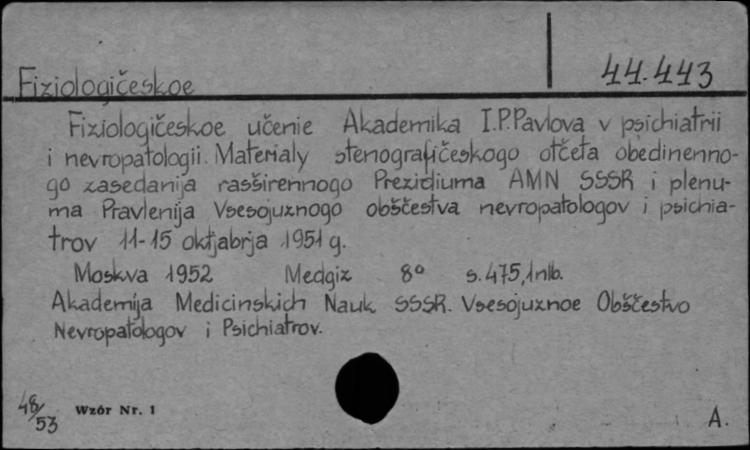 44.443
Fiziologičeskoe
Fiziologičeskoe učenie Akademika I.P.Pavlova v psichiatrii
i nevropatologii. Materialy stenografičeskogo otčeta obedinenno-
go zasedanija rasširennogo Prezidiuma AMN SSSR i plenu-
ma Pravlenija Vsesojuznogo obščestva nevropatologov i psichia-
trov 11-15 oktjabrja 1951 g.
Moskva 1952 Medgiz 8° s. 475, 1nlb.
Akademija Medicinskich Nauk SSSR. Vsesojuznoe Obščestvo
Nevropatologov i Psichiatrov.
48/53 Wzór Nr. 1 A.